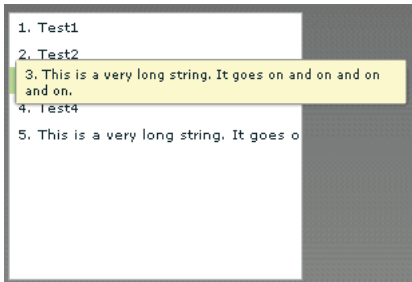 1. Test1
2. Test2
3. This is a very long string. It goes on and on and on
and on.
4. Test4
5. This is a very long string. It goes o